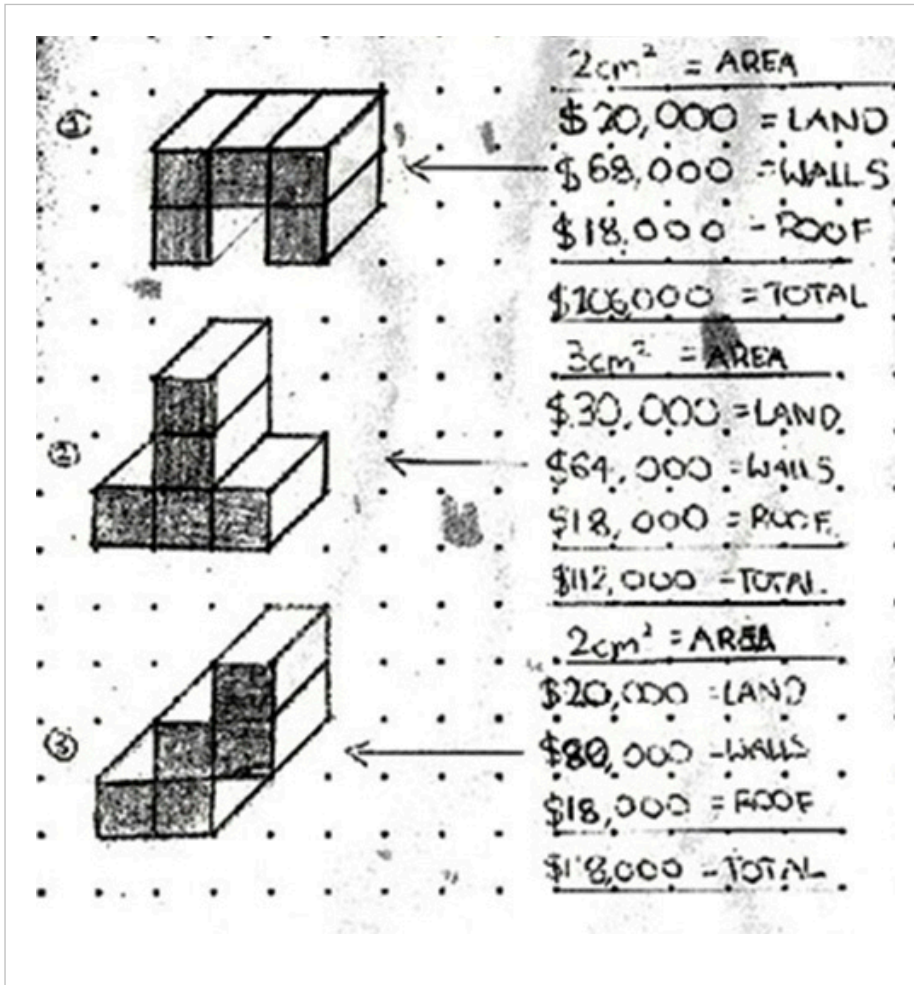 2cm² = AREA
①
$20,000 = LAND
$68,000 = WALLS
$18.000 - ROOF
$106000 = TOTAL
3cm² = AREA
$30,000 = LAND
②
$64,000 = WALLS
$18,000 = ROOF
$112,000 - TOTAL
2cm² = AREA
$20,000 = LAND
③
$80,000 - WALLS
$18,000 = ROOF
$118,000 - TOTAL